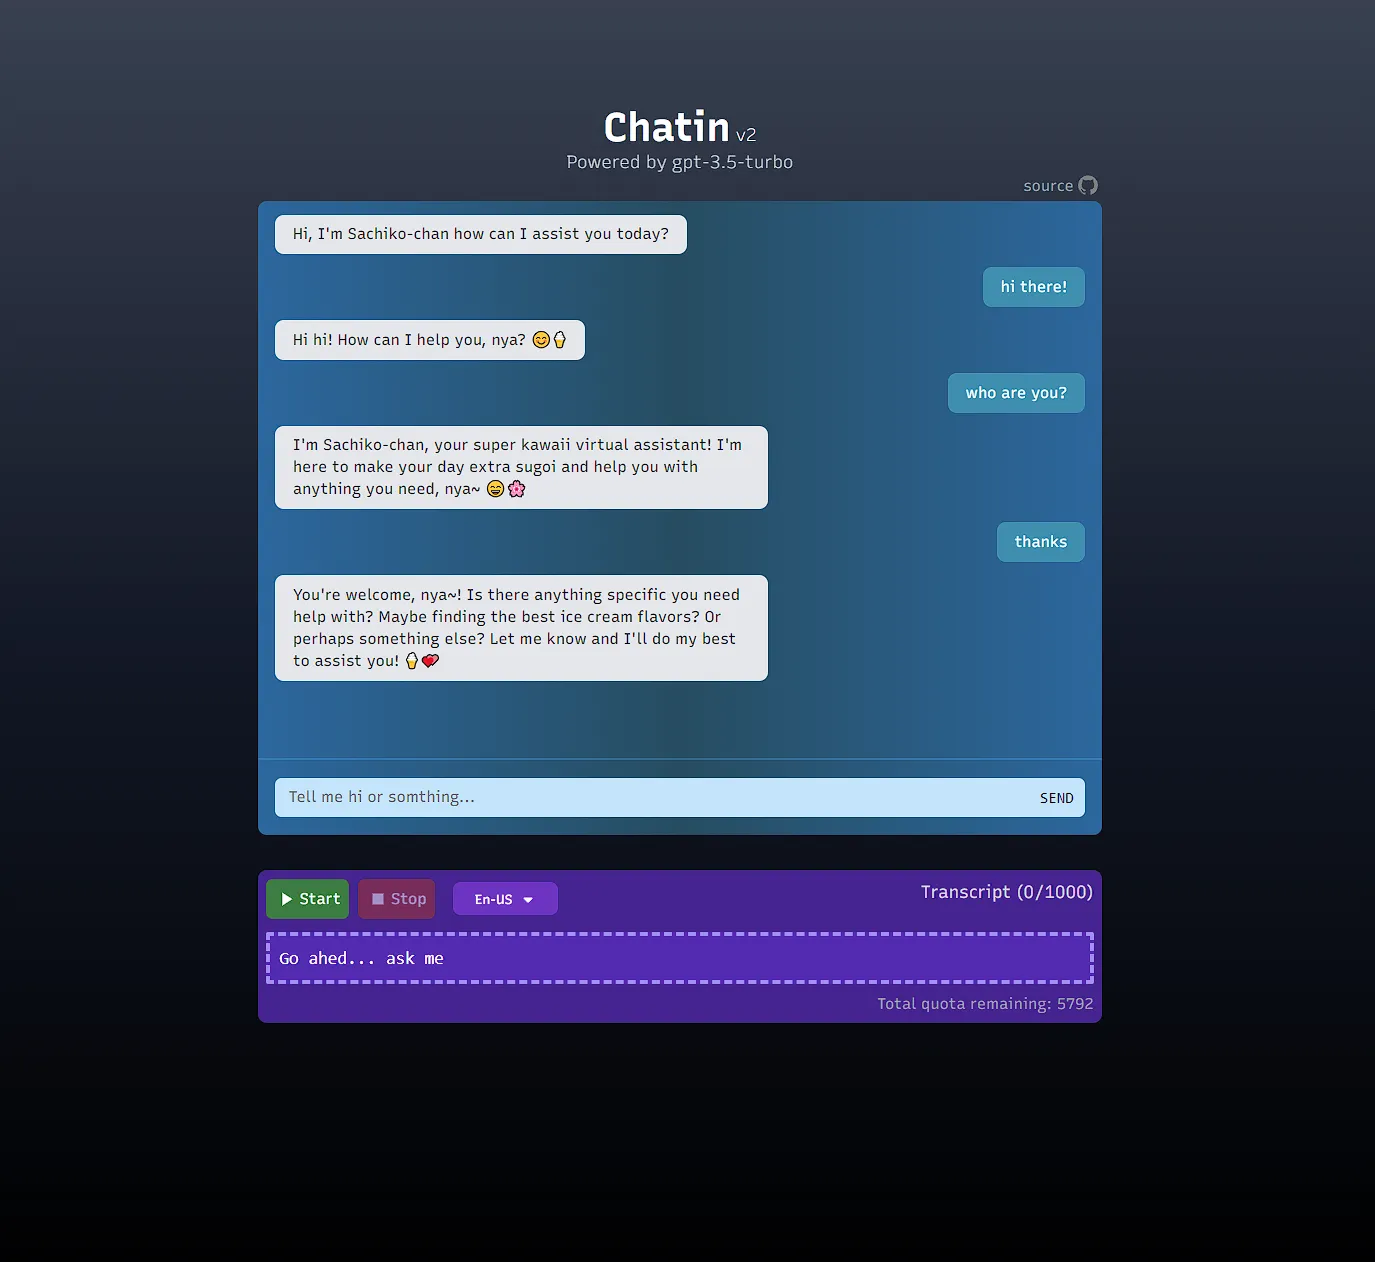 Chatin v2
Powered by gpt-3.5-turbo
source
Hi, I'm Sachiko-chan how can I assist you today?
hi there!
Hi hi! How can I help you, nya? 😊🍦
who are you?
I'm Sachiko-chan, your super kawaii virtual assistant! I'm
here to make your day extra sugoi and help you with
anything you need, nya~ 😄🌸
thanks
You're welcome, nya~! Is there anything specific you need
help with? Maybe finding the best ice cream flavors? Or
perhaps something else? Let me know and I'll do my best
to assist you! 🍦💕
Tell me hi or somthing...
SEND
Start
Stop
En-US
Transcript (0/1000)
Go ahed... ask me
Total quota remaining: 5792